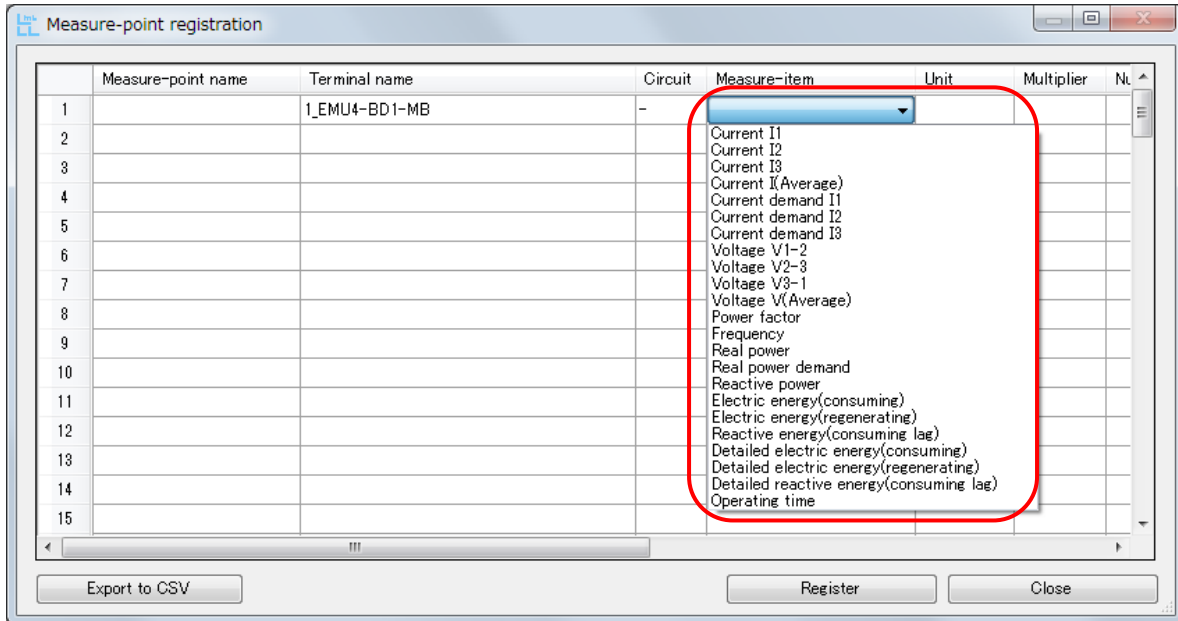 Measure-point registration
Measure-point name Terminal name Circuit Measure-item Unit Multiplier
1 1_EMU4-BD1-MB -
2
3
4
5
6
7
8
9
10
11
12
13
14
15
Current I1
Current I2
Current I3
Current I(Average)
Current demand I1
Current demand I2
Current demand I3
Voltage V1-2
Voltage V2-3
Voltage V3-1
Voltage V(Average)
Power factor
Frequency
Real power
Real power demand
Reactive power
Electric energy(consuming)
Electric energy(regenerating)
Reactive energy(consuming lag)
Detailed electric energy(consuming)
Detailed electric energy(regenerating)
Detailed reactive energy(consuming lag)
Operating time
Export to CSV Register Close